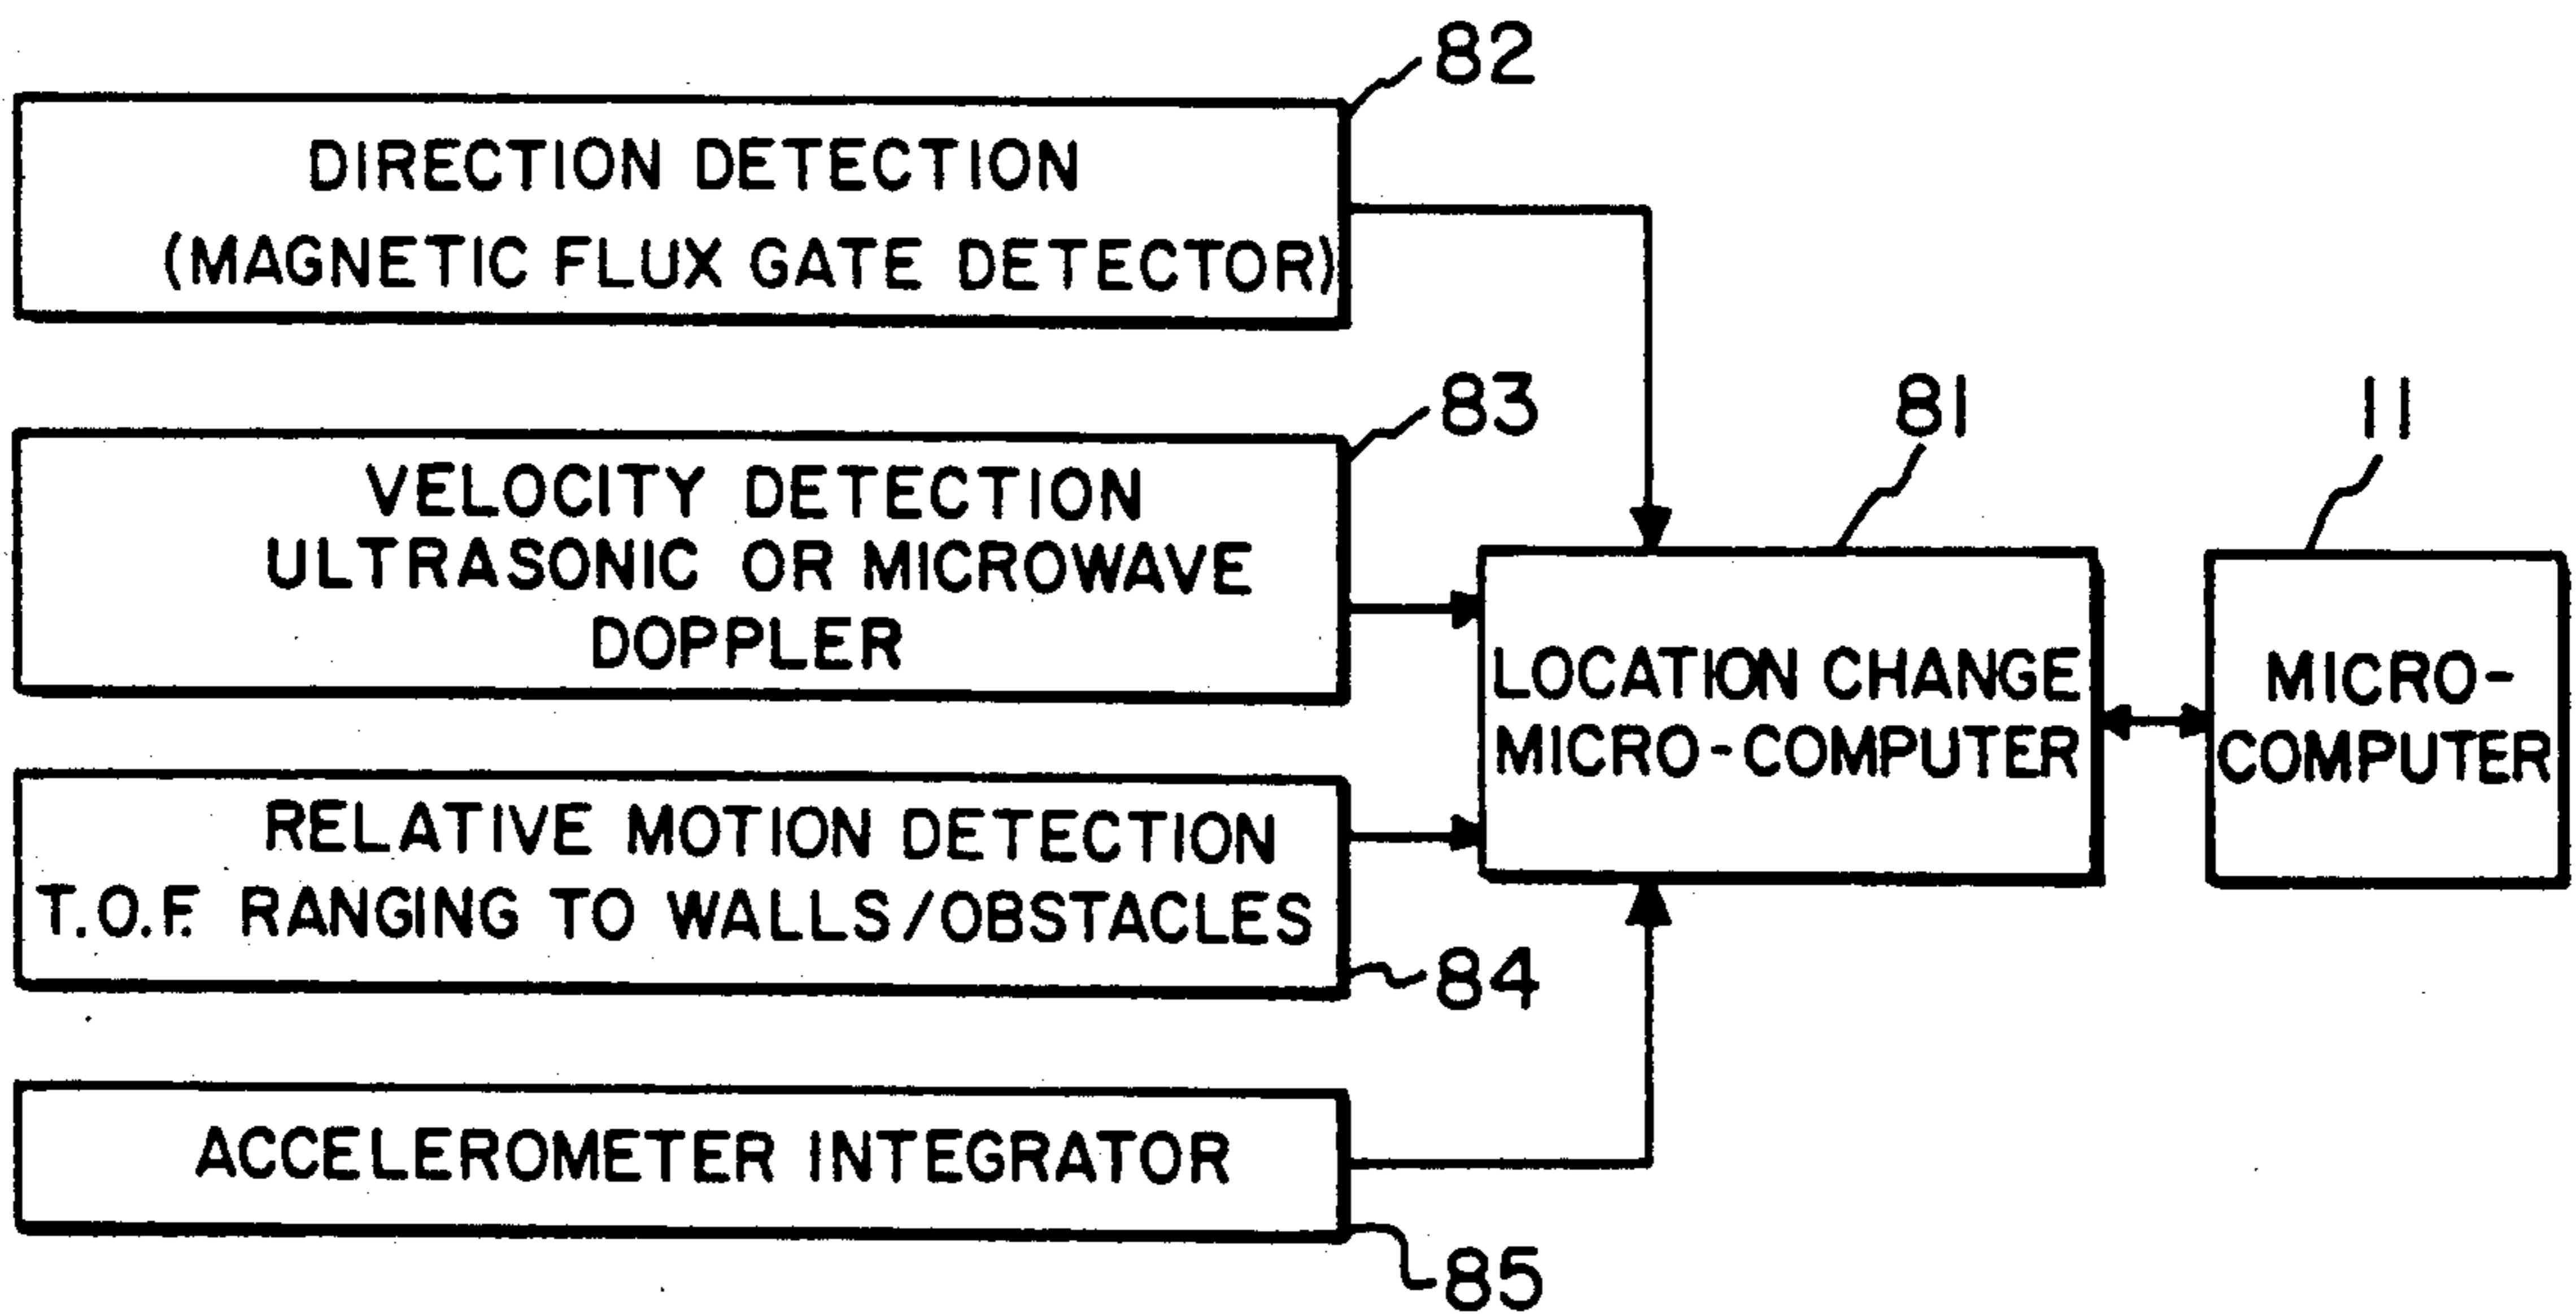 82
DIRECTION DETECTION
(MAGNETIC FLUX GATE DETECTOR)
83
VELOCITY DETECTION
ULTRASONIC OR MICROWAVE
DOPPLER
81
11
LOCATION CHANGE
MICRO-COMPUTER
MICRO-
COMPUTER
RELATIVE MOTION DETECTION
T.O.F. RANGING TO WALLS/OBSTACLES
84
ACCELEROMETER INTEGRATOR
85